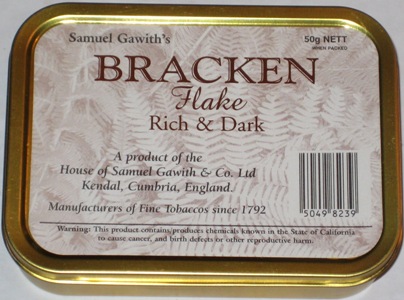 Samuel Gawith's
50g NETT
WHEN PACKED
BRACKEN
Flake
Rich & Dark
A product of the
House of Samuel Gawith & Co. Ltd
Kendal, Cumbria, England.
Manufacturers of Fine Tobaccos since 1792
5049 8239
Warning: This product contains/produces chemicals known in the State of California
to cause cancer, and birth defects or other reproductive harm.